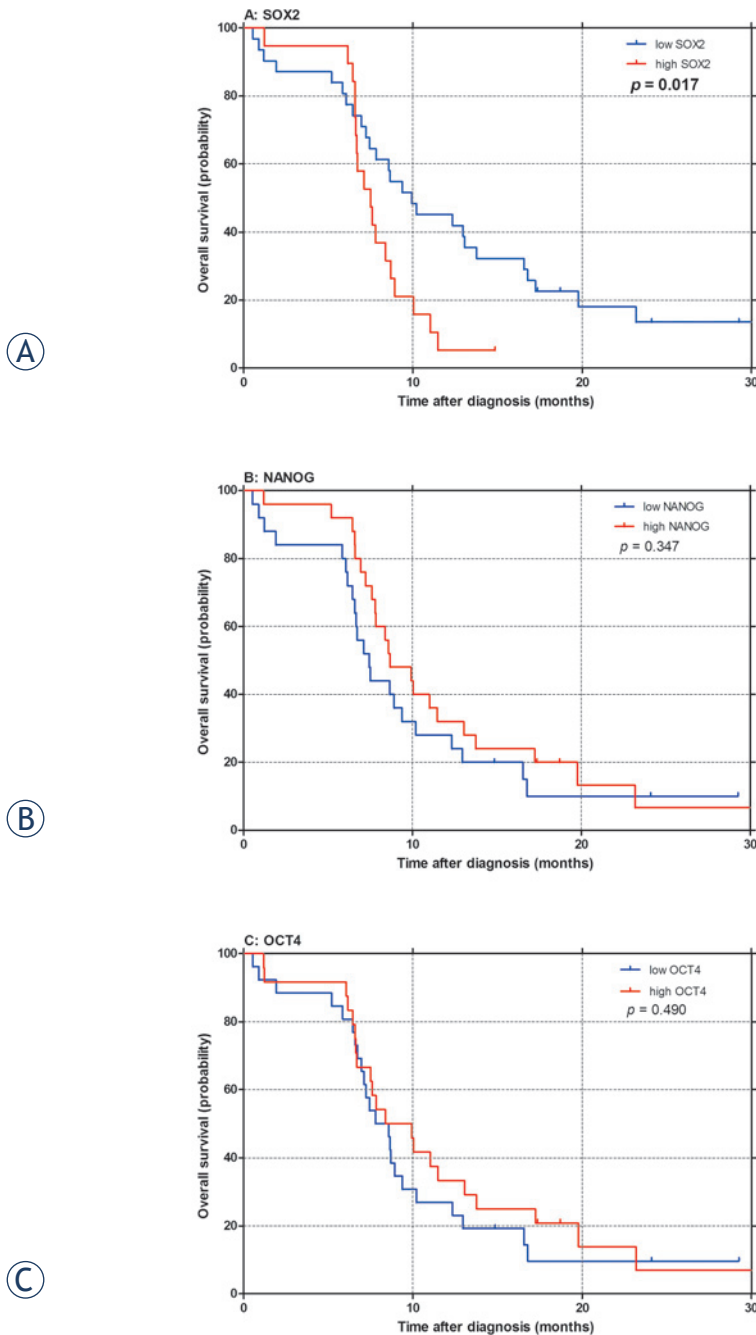 A: SOX2
low SOX2
high SOX2
p = 0.017
100
80
60
40
20
0
Overall survival (probability)
0 10 20 30
Time after diagnosis (months)
A
B: NANOG
low NANOG
high NANOG
p = 0.347
100
80
60
40
20
0
Overall survival (probability)
0 10 20 30
Time after diagnosis (months)
B
C: OCT4
low OCT4
high OCT4
p = 0.490
100
80
60
40
20
0
Overall survival (probability)
0 10 20 30
Time after diagnosis (months)
C